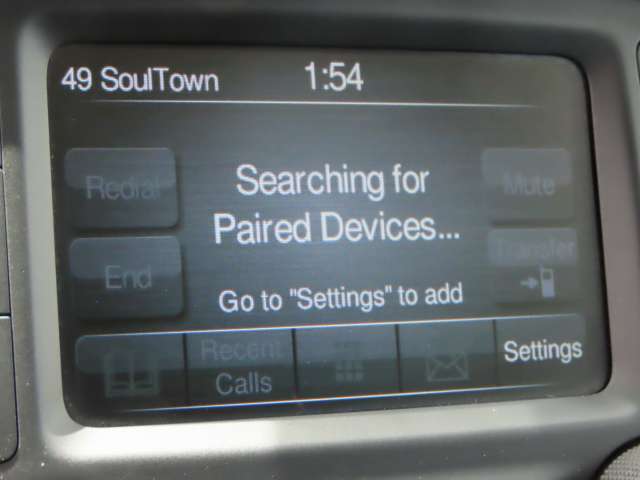 49 SoulTown 1:54
Redial
Searching for
Paired Devices...
Mute
End
Transfer
Go to "Settings" to add
Recent
Calls
Settings